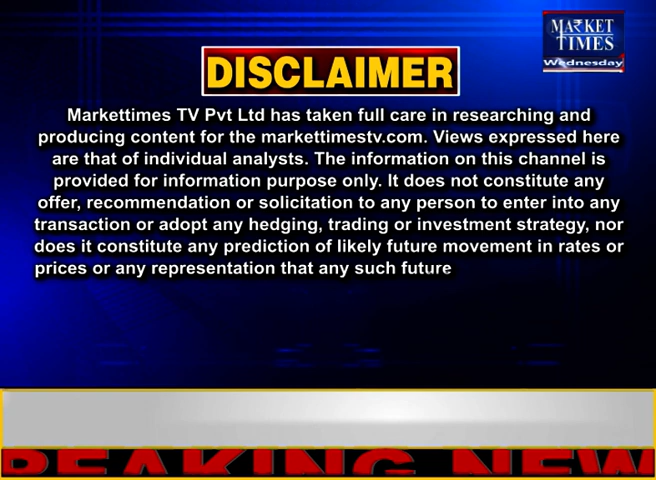 MARKET
TIMES
Wednesday
DISCLAIMER
Markettimes TV Pvt Ltd has taken full care in researching and
producing content for the markettimestv.com. Views expressed here
are that of individual analysts. The information on this channel is
provided for information purpose only. It does not constitute any
offer, recommendation or solicitation to any person to enter into any
transaction or adopt any hedging, trading or investment strategy, nor
does it constitute any prediction of likely future movement in rates or
prices or any representation that any such future
BREAKING NEW